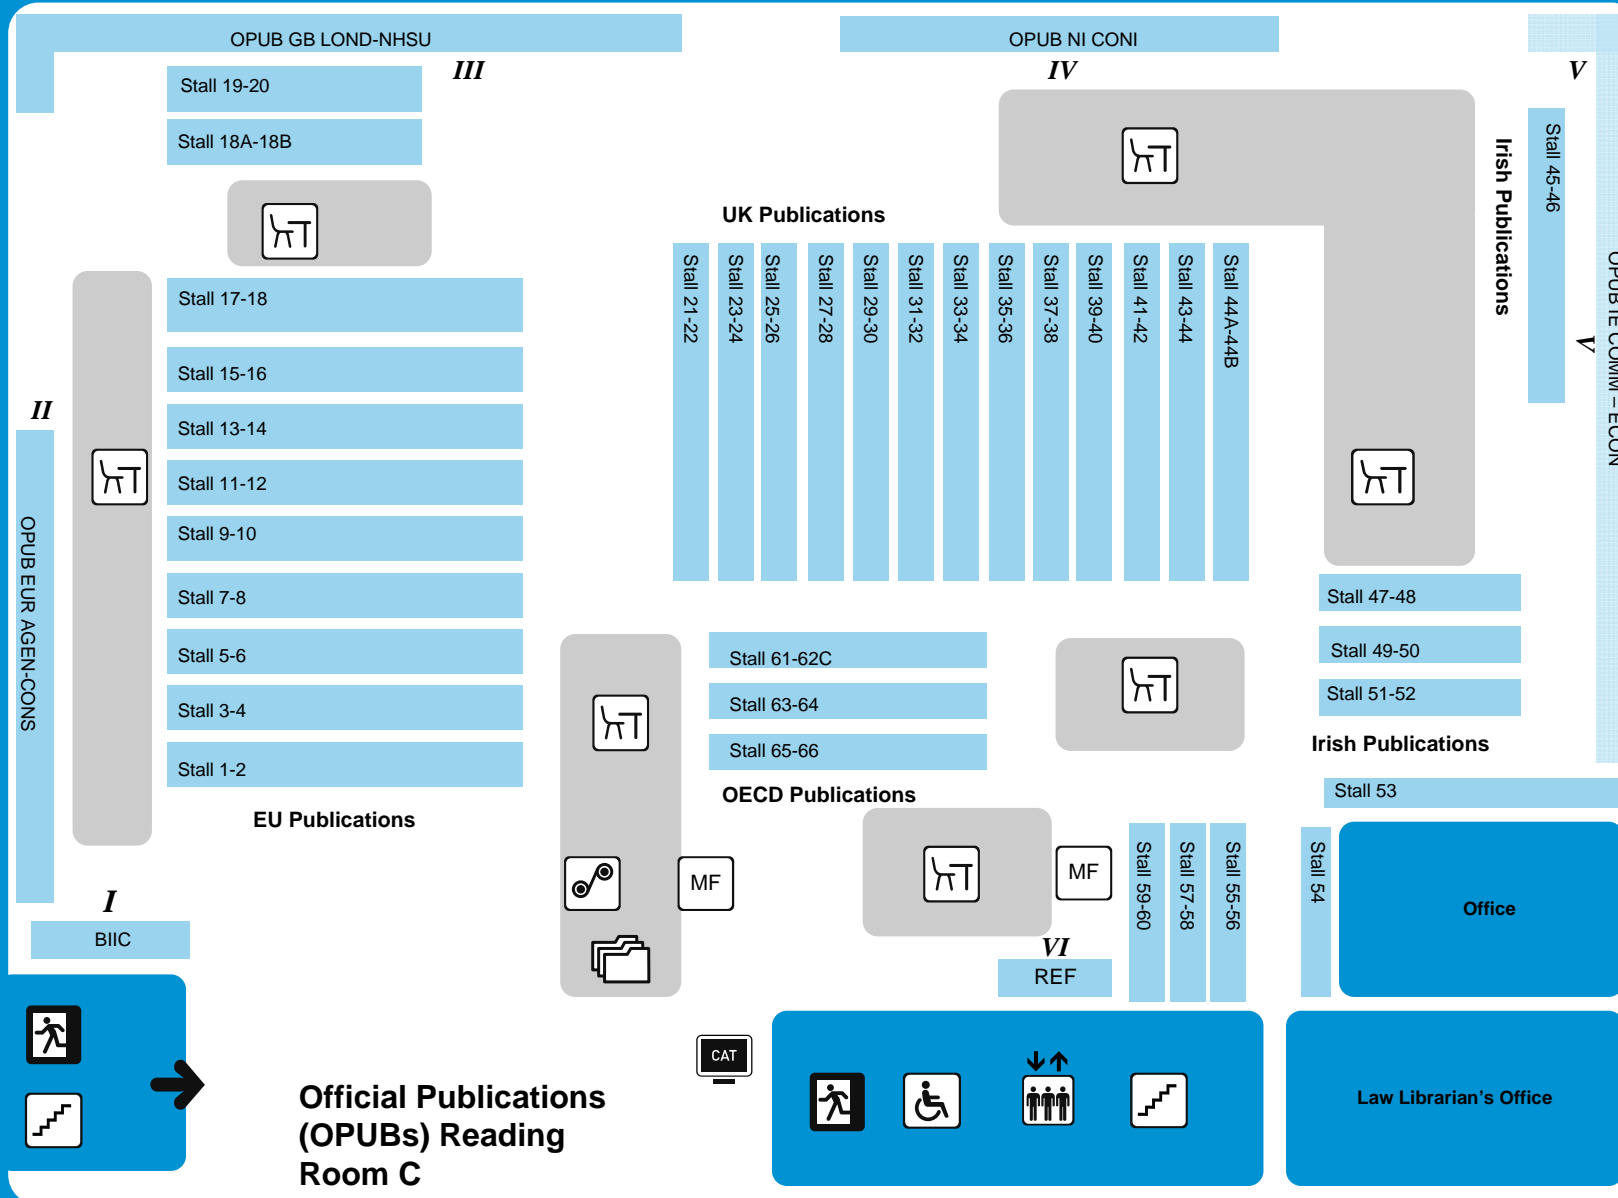 OPUB GB LOND-NHSU
OPUB NI CONI
III
IV
V
Stall 19-20
Stall 18A-18B
Irish Publications
Stall 45-46
UK Publications
OPUB IE COMM – ECON
V
Stall 17-18
Stall 15-16
Stall 13-14
Stall 11-12
Stall 9-10
Stall 7-8
Stall 5-6
Stall 3-4
Stall 1-2
EU Publications
II
OPUB EUR AGEN-CONS
I
BIIC
Stall 21-22
Stall 23-24
Stall 25-26
Stall 27-28
Stall 29-30
Stall 31-32
Stall 33-34
Stall 35-36
Stall 37-38
Stall 39-40
Stall 41-42
Stall 43-44
Stall 44A-44B
Stall 47-48
Stall 49-50
Stall 51-52
Irish Publications
Stall 53
Stall 61-62C
Stall 63-64
Stall 65-66
OECD Publications
MF
MF
Stall 59-60
Stall 57-58
Stall 55-56
Stall 54
Office
VI
REF
CAT
Law Librarian's Office
Official Publications
(OPUBs) Reading
Room C